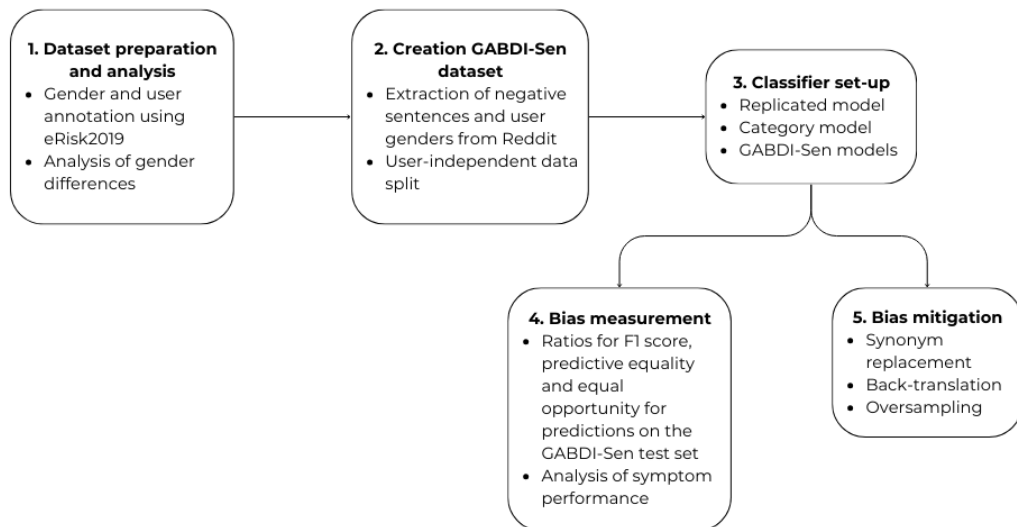 1. Dataset preparation
and analysis
• Gender and user
annotation using
eRisk2019
• Analysis of gender
differences
2. Creation GABDI-Sen
dataset
• Extraction of negative
sentences and user
genders from Reddit
• User-independent data
split
3. Classifier set-up
• Replicated model
• Category model
• GABDI-Sen models
4. Bias measurement
• Ratios for F1 score,
predictive equality
and equal
opportunity for
predictions on the
GABDI-Sen test set
• Analysis of symptom
performance
5. Bias mitigation
• Synonym
replacement
• Back-translation
• Oversampling